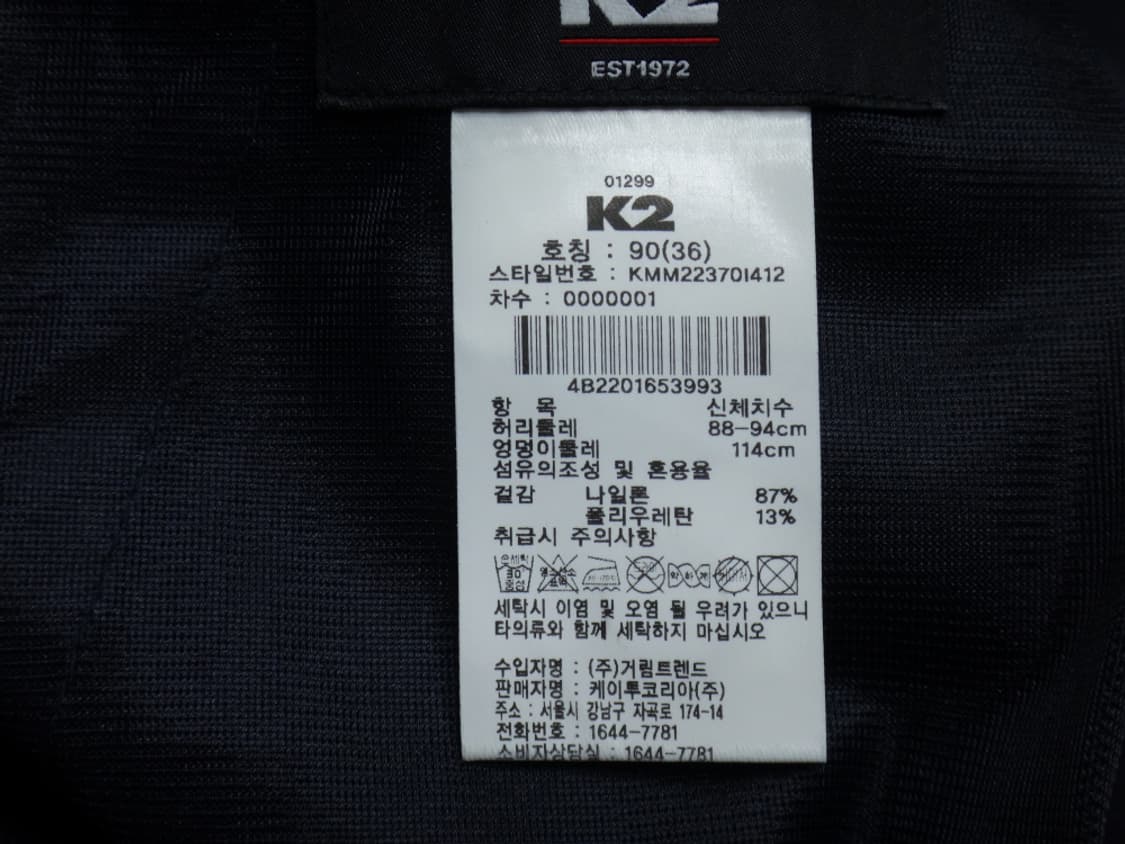 K2
EST1972
01299
K2
호칭 : 90(36)
스타일번호 : KMM22370I412
차수 : 0000001
4B2201653993
항 목 신체치수
허리둘레 88-94cm
엉덩이둘레 114cm
섬유의조성 및 혼용율
겉감 나일론 87%
폴리우레탄 13%
취급시 주의사항
30 중성
세탁시 이염 및 오염 될 우려가 있으니
타의류와 함께 세탁하지 마십시오
수입자명 : (주)거림트렌드
판매자명 : 케이투코리아(주)
주소 : 서울시 강남구 자곡로 174-14
전화번호 : 1644-7781
소비자상담실 : 1644-7781